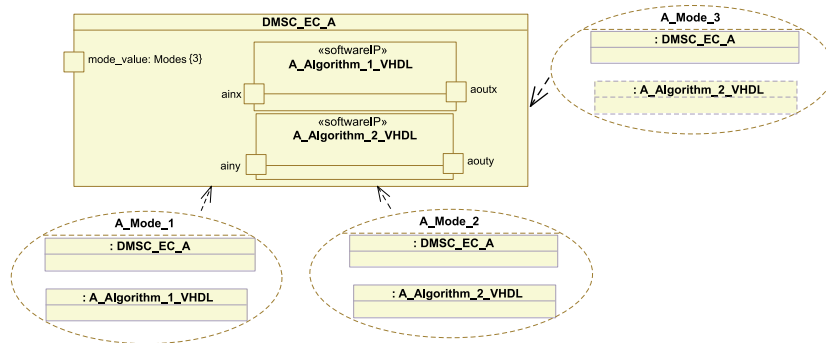 DMSC_EC_A
mode_value: Modes {3}
«softwareIP»
A_Algorithm_1_VHDL
ainx
aoutx
«softwareIP»
A_Algorithm_2_VHDL
ainy
aouty
A_Mode_3
: DMSC_EC_A
: A_Algorithm_2_VHDL
A_Mode_1
: DMSC_EC_A
: A_Algorithm_1_VHDL
A_Mode_2
: DMSC_EC_A
: A_Algorithm_2_VHDL